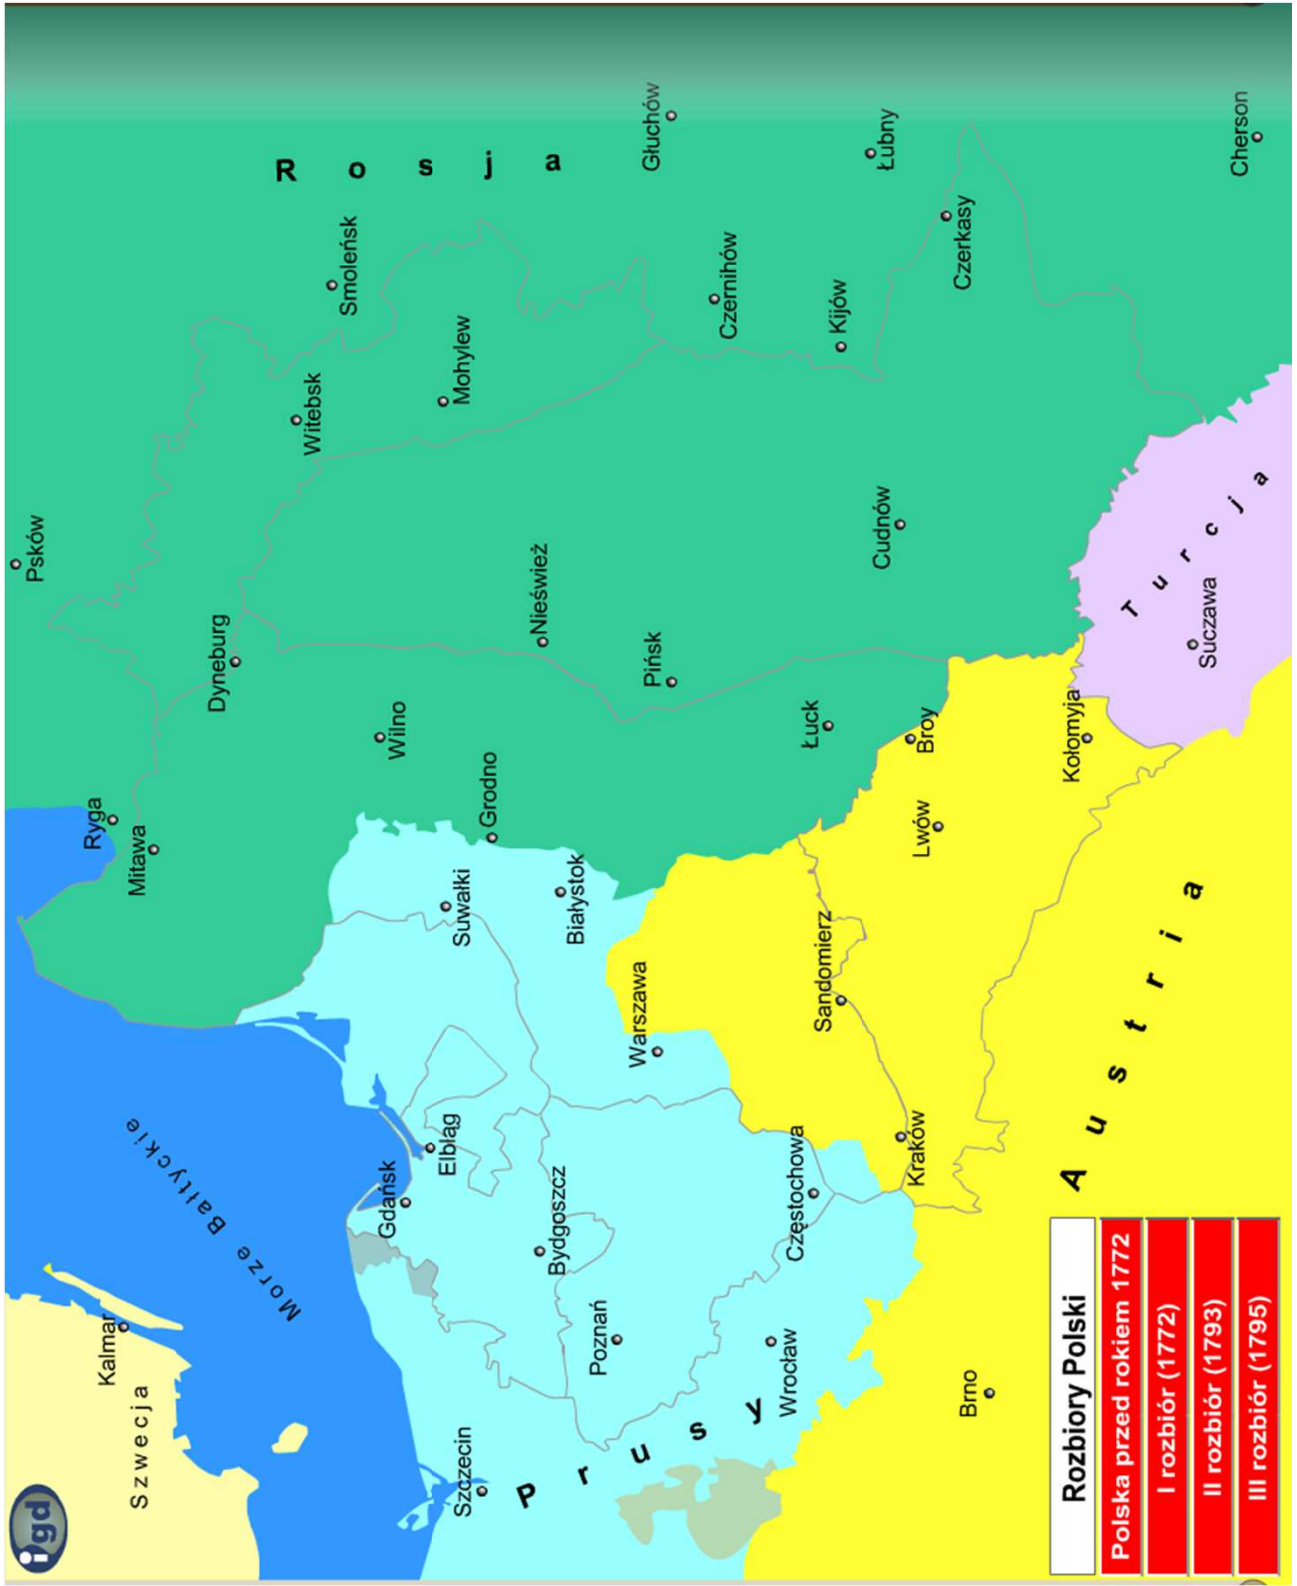 igd
Szwecja
Kalmar
Morze Bałtyckie
Ryga
Mitawa
Psków
Dyneburg
Witebsk
Smoleńsk
Rosja
Wilno
Mohylew
Gdańsk
Elbląg
Suwałki
Grodno
Nieśwież
Szczecin
Bydgoszcz
Białystok
Prusy
Poznań
Warszawa
Pińsk
Głuchów
Czernihów
Wrocław
Częstochowa
Sandomierz
Łuck
Kijów
Łubny
Kraków
Lwów
Broy
Cudnów
Czerkasy
Brno
Austria
Kołomyja
Turcja
Suczawa
Cherson
Rozbiory Polski
Polska przed rokiem 1772
I rozbiór (1772)
II rozbiór (1793)
III rozbiór (1795)